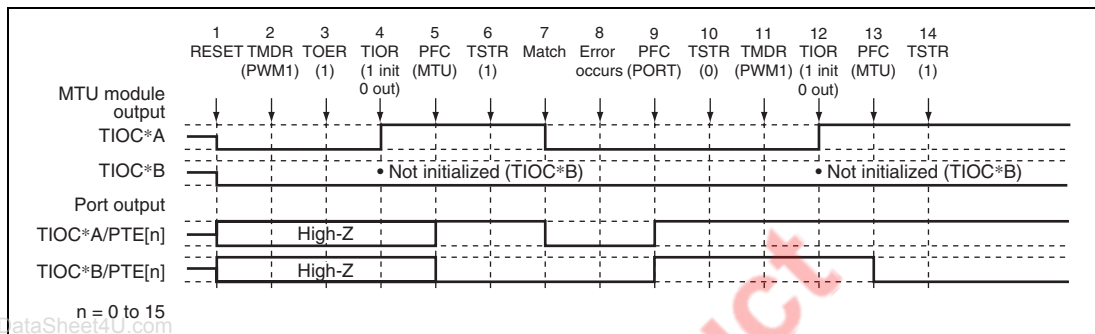 1 2 3 4 5 6 7 8 9 10 11 12 13 14
RESET TMDR TOER TIOR PFC TSTR Match Error PFC TSTR TMDR TIOR PFC TSTR
(PWM1) (1) (1 init (MTU) (1) occurs (PORT) (0) (PWM1) (1 init (MTU) (1)
0 out) 0 out)
MTU module
output
TIOC*A
TIOC*B
• Not initialized (TIOC*B) • Not initialized (TIOC*B)
Port output
TIOC*A/PTE[n] High-Z
TIOC*B/PTE[n] High-Z
n = 0 to 15
DataSheet4U.com
uct